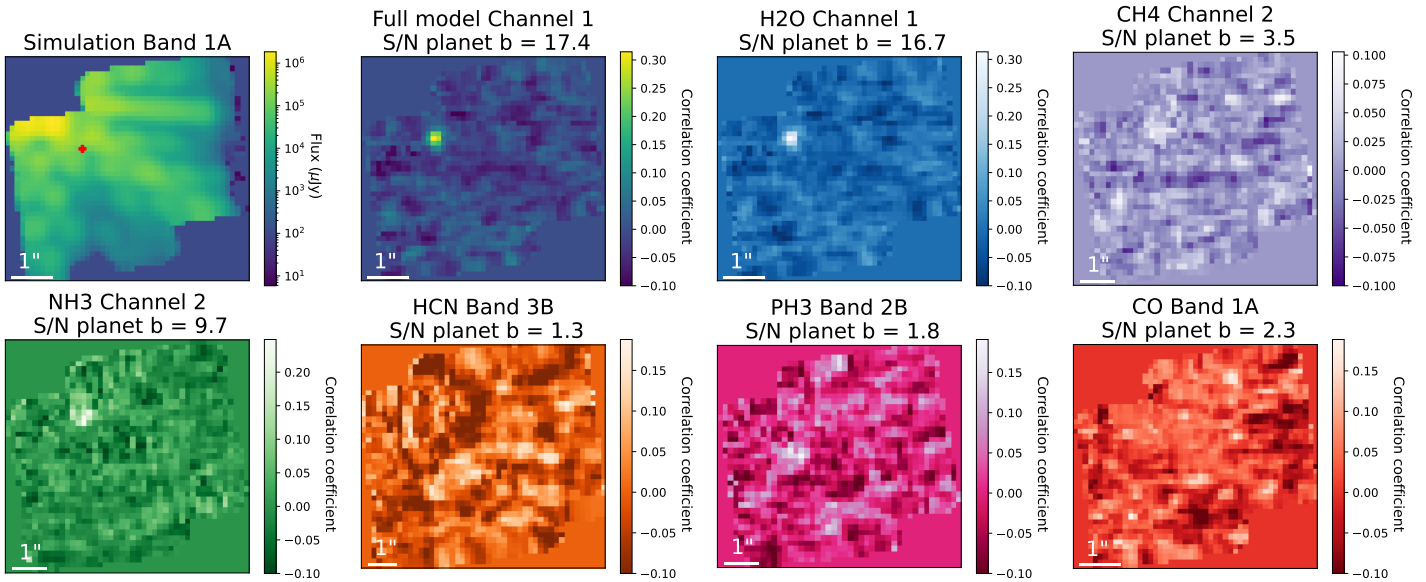 Simulation Band 1A
10⁶
10⁵
10⁴
10³
10²
10¹
Flux (μJy)
1"
Full model Channel 1
S/N planet b = 17.4
0.30
0.25
0.20
0.15
0.10
0.05
0.00
−0.05
−0.10
Correlation coefficient
1"
H2O Channel 1
S/N planet b = 16.7
0.30
0.25
0.20
0.15
0.10
0.05
0.00
−0.05
−0.10
Correlation coefficient
1"
CH4 Channel 2
S/N planet b = 3.5
0.100
0.075
0.050
0.025
0.000
−0.025
−0.050
−0.075
−0.100
Correlation coefficient
1"
NH3 Channel 2
S/N planet b = 9.7
0.20
0.15
0.10
0.05
0.00
−0.05
−0.10
Correlation coefficient
1"
HCN Band 3B
S/N planet b = 1.3
0.15
0.10
0.05
0.00
−0.05
−0.10
Correlation coefficient
1"
PH3 Band 2B
S/N planet b = 1.8
0.15
0.10
0.05
0.00
−0.05
−0.10
Correlation coefficient
1"
CO Band 1A
S/N planet b = 2.3
0.15
0.10
0.05
0.00
−0.05
−0.10
Correlation coefficient
1"